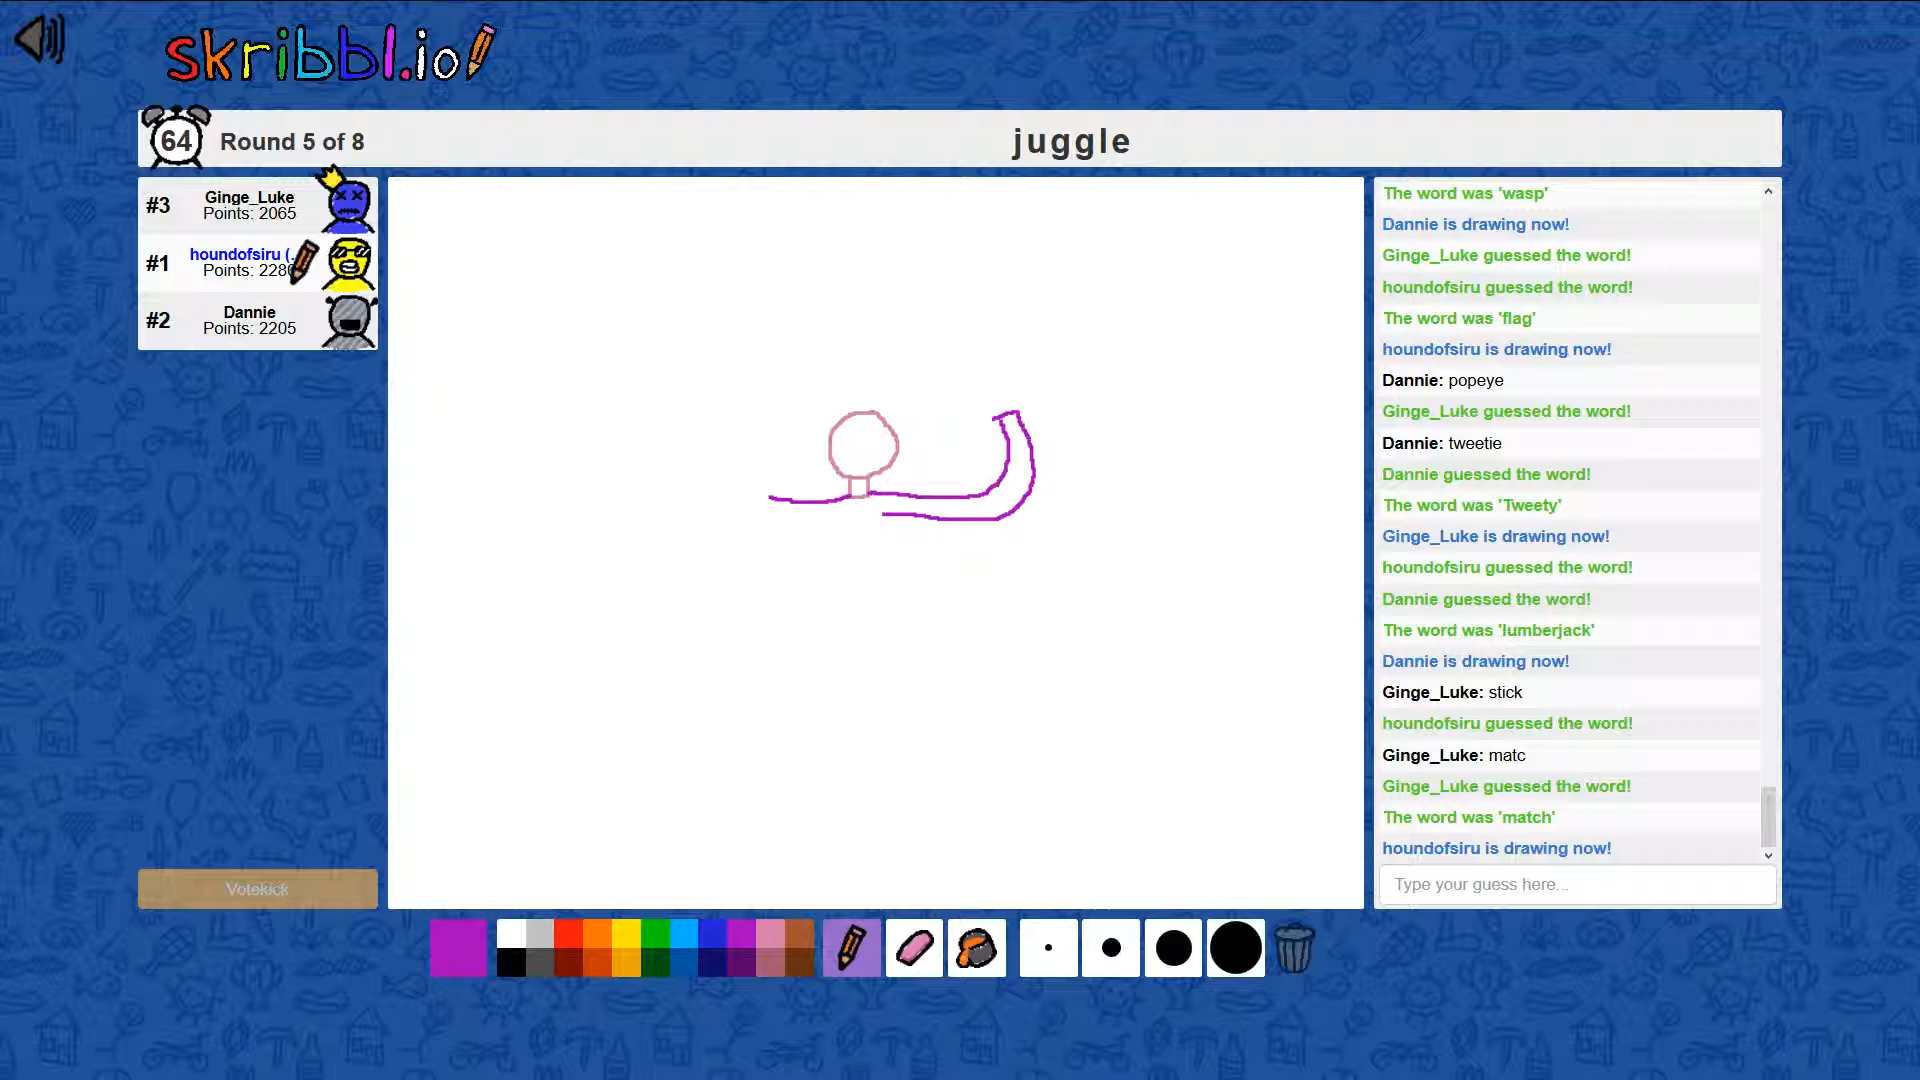 skribbl.io
64
Round 5 of 8
juggle
#3
Ginge_Luke
Points: 2065
#1
houndofsiru (.
Points: 2280
#2
Dannie
Points: 2205
Votekick
The word was 'wasp'
Dannie is drawing now!
Ginge_Luke guessed the word!
houndofsiru guessed the word!
The word was 'flag'
houndofsiru is drawing now!
Dannie: popeye
Ginge_Luke guessed the word!
Dannie: tweetie
Dannie guessed the word!
The word was 'Tweety'
Ginge_Luke is drawing now!
houndofsiru guessed the word!
Dannie guessed the word!
The word was 'lumberjack'
Dannie is drawing now!
Ginge_Luke: stick
houndofsiru guessed the word!
Ginge_Luke: matc
Ginge_Luke guessed the word!
The word was 'match'
houndofsiru is drawing now!
Type your guess here...